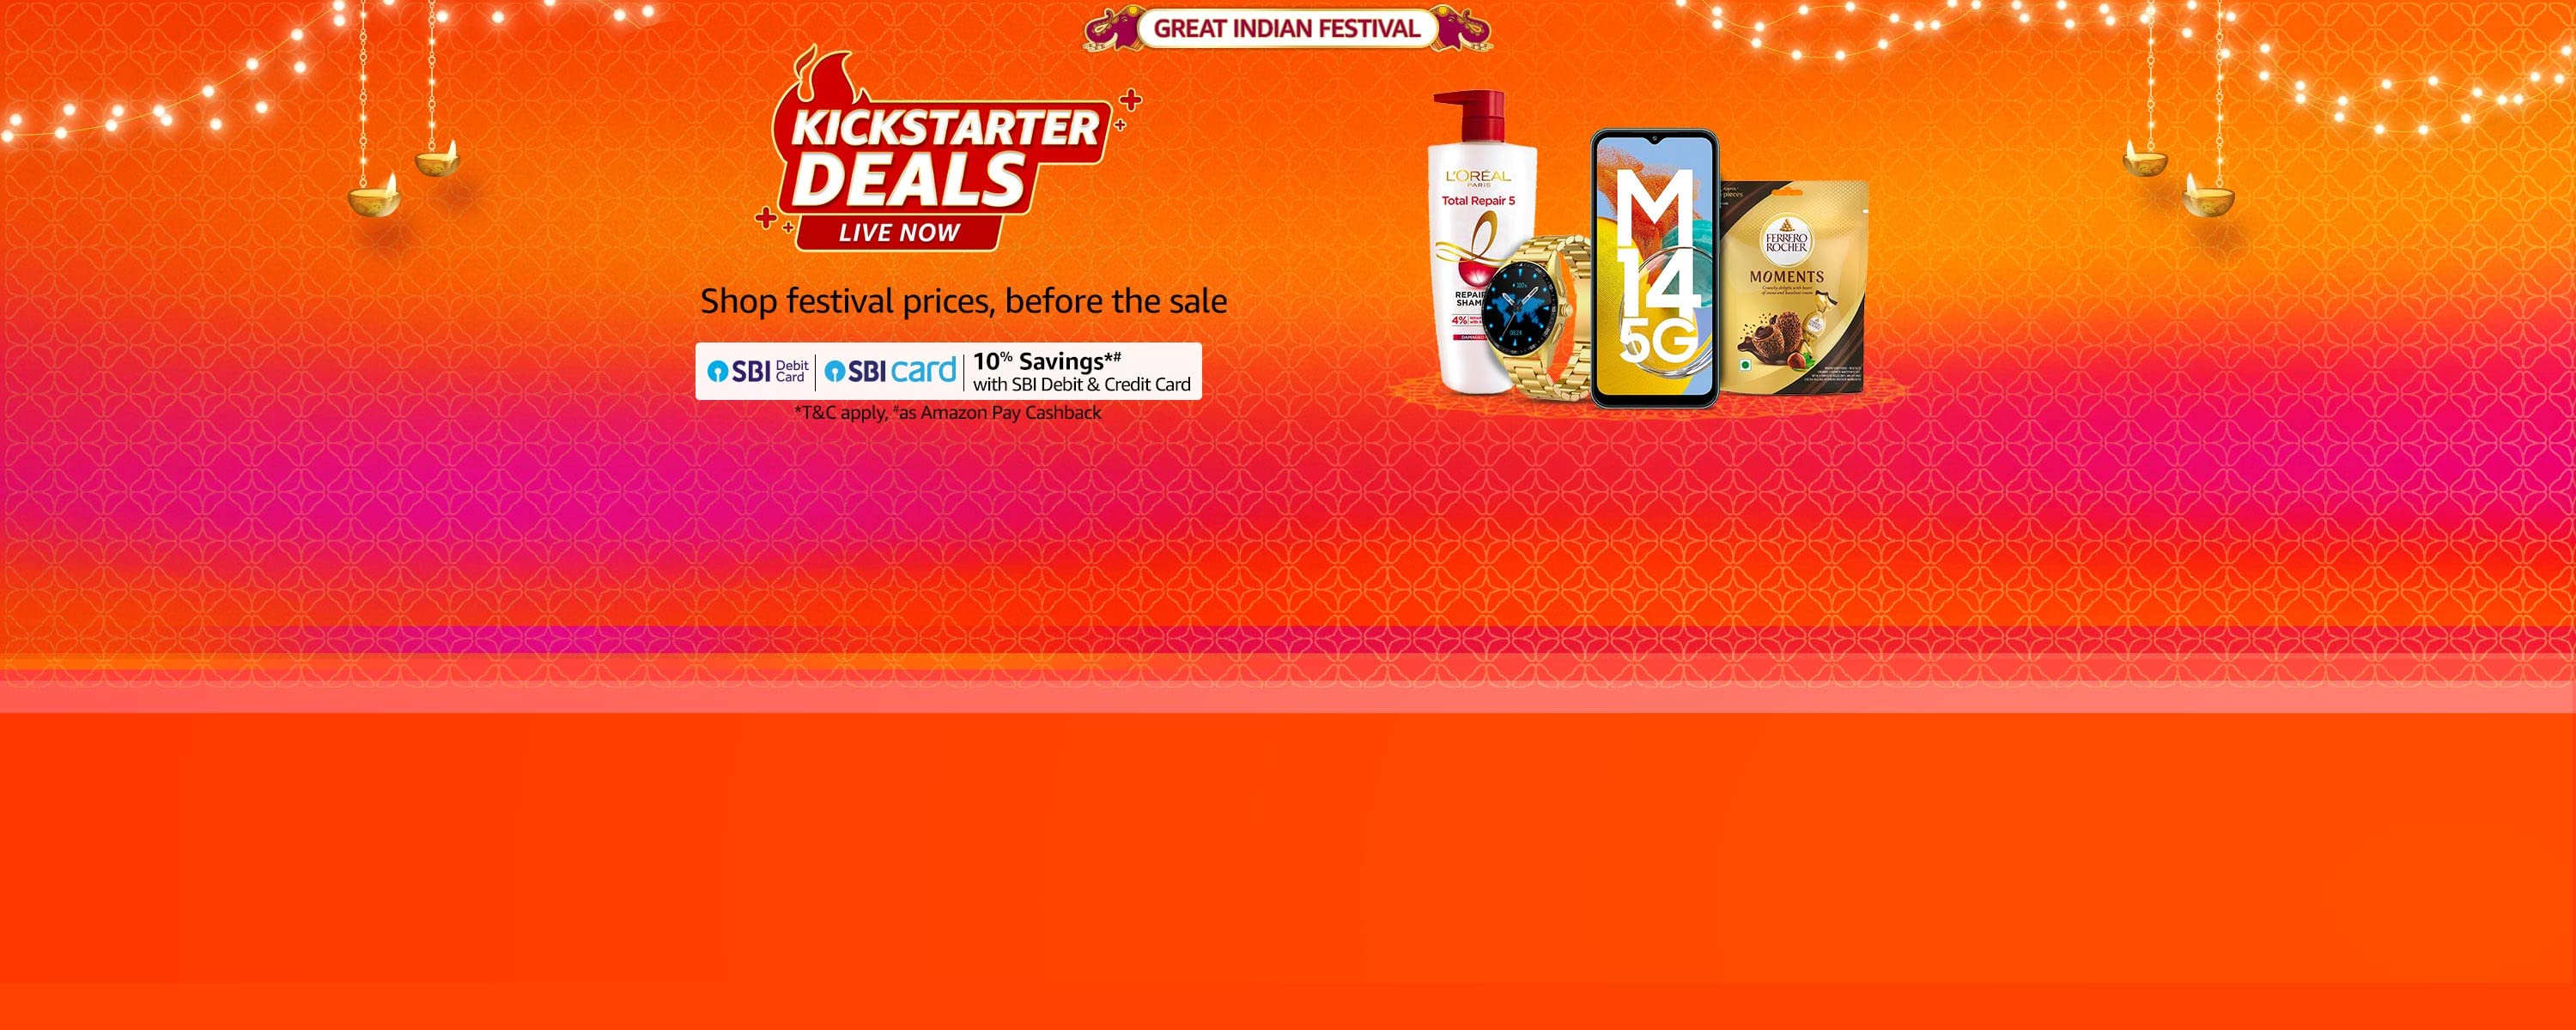 GREAT INDIAN FESTIVAL
KICKSTARTER
DEALS
LIVE NOW
Shop festival prices, before the sale
SBI Debit Card
SBI card
10% Savings*#
with SBI Debit & Credit Card
*T&C apply, #as Amazon Pay Cashback
L'ORÉAL
PARIS
Total Repair 5
4%
M
14
5G
pieces
FERRERO
ROCHER
MOMENTS